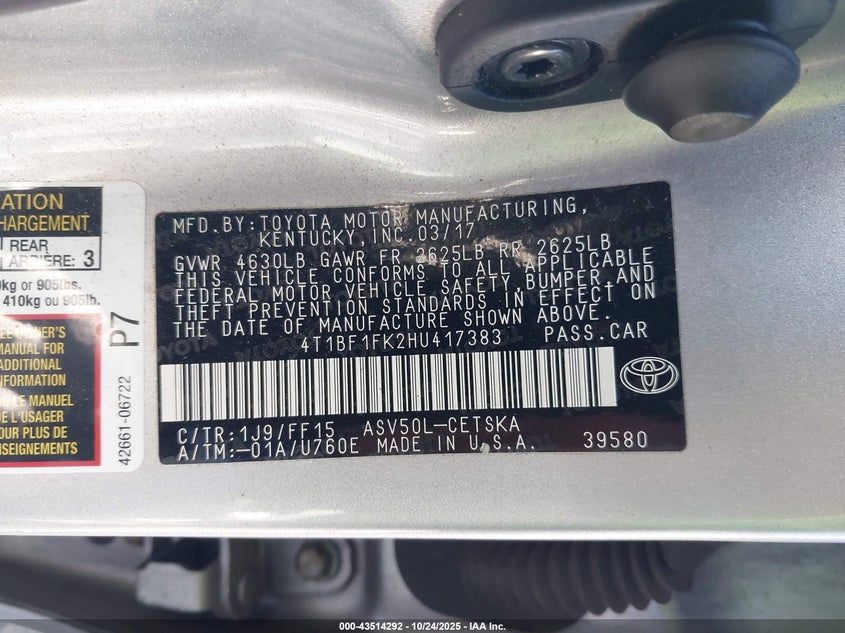 ATION
CHARGEMENT
REAR
ARRIÈRE: 3
kg or 905lbs.
410kg ou 905lb.
MANUAL FOR
ADDITIONAL
INFORMATION
LE MANUEL
DE L'USAGER
POUR PLUS DE
ENSEIGNEMENTS
P7
42661-06722
MFD.BY:TOYOTA MOTOR MANUFACTURING,
KENTUCKY,INC.03/17
GVWR 4630LB GAWR FR 2625LB RR 2625LB
THIS VEHICLE CONFORMS TO ALL APPLICABLE
FEDERAL MOTOR VEHICLE SAFETY,BUMPER,AND
THEFT PREVENTION STANDARDS IN EFFECT ON
THE DATE OF MANUFACTURE SHOWN ABOVE.
4T1BF1FK2HU417383 PASS.CAR
C/TR:1J9/FF15 ASV50L-CETSKA
A/TM:-01A/U760E MADE IN U.S.A. 39580
000-43514292 - 10/24/2025 - IAA Inc.